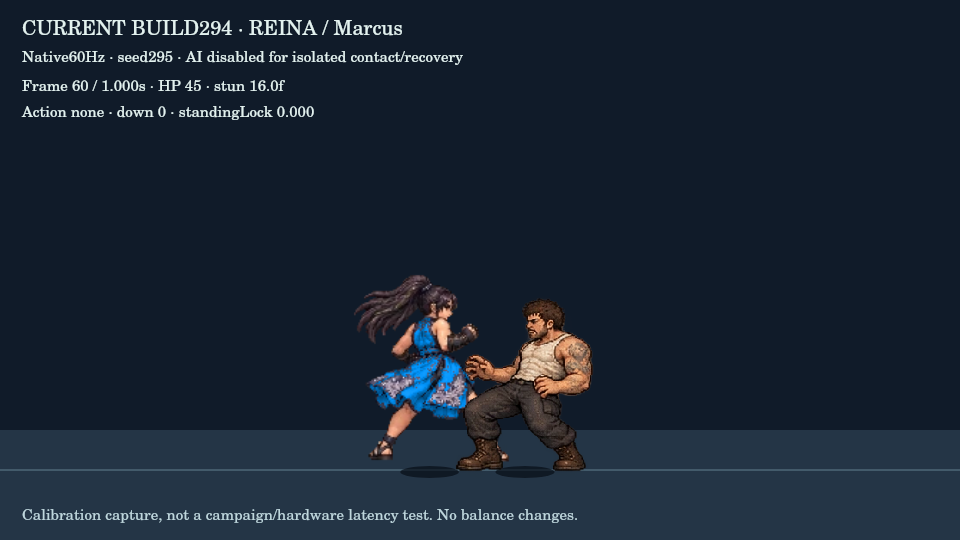 CURRENT BUILD294 · REINA / Marcus
Native60Hz · seed295 · AI disabled for isolated contact/recovery
Frame 60 / 1.000s · HP 45 · stun 16.0f
Action none · down 0 · standingLock 0.000
Calibration capture, not a campaign/hardware latency test. No balance changes.